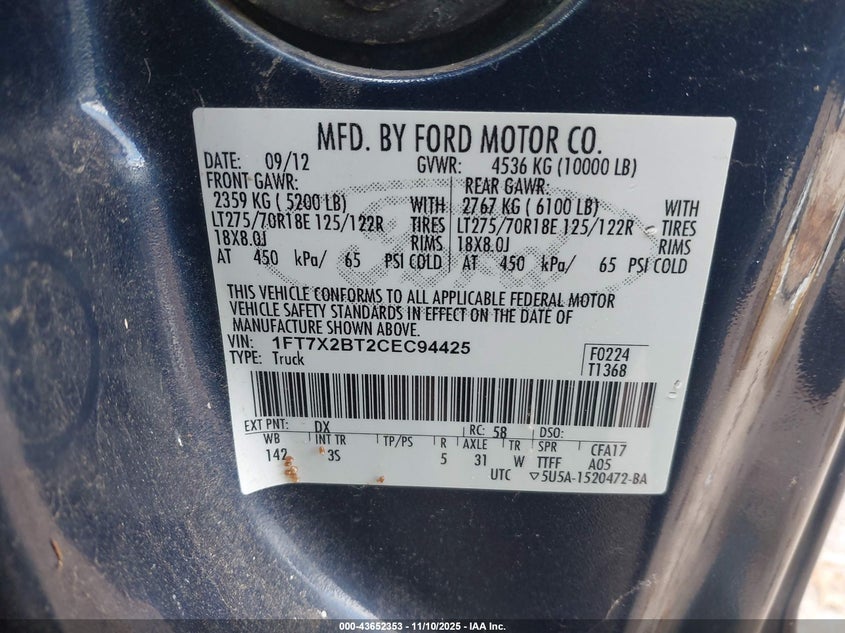 MFD. BY FORD MOTOR CO.
DATE: 09/12 GVWR: 4536 KG (10000 LB)
FRONT GAWR: REAR GAWR:
2359 KG ( 5200 LB) WITH 2767 KG ( 6100 LB) WITH
LT275/70R18E 125/122R TIRES LT275/70R18E 125/122R TIRES
18X8.0J RIMS 18X8.0J RIMS
AT 450 kPa/ 65 PSI COLD AT 450 kPa/ 65 PSI COLD
THIS VEHICLE CONFORMS TO ALL APPLICABLE FEDERAL MOTOR
VEHICLE SAFETY STANDARDS IN EFFECT ON THE DATE OF
MANUFACTURE SHOWN ABOVE.
VIN: 1FT7X2BT2CEC94425
TYPE: Truck
F0224
T1368
EXT PNT: DX RC: 58 DSO:
WB INT TR TP/PS R AXLE TR SPR CFA17
142 3S 5 31 W TTFF A05
UTC ▽5U5A-1520472-BA
000-43652353 — 11/10/2025 — IAA Inc.